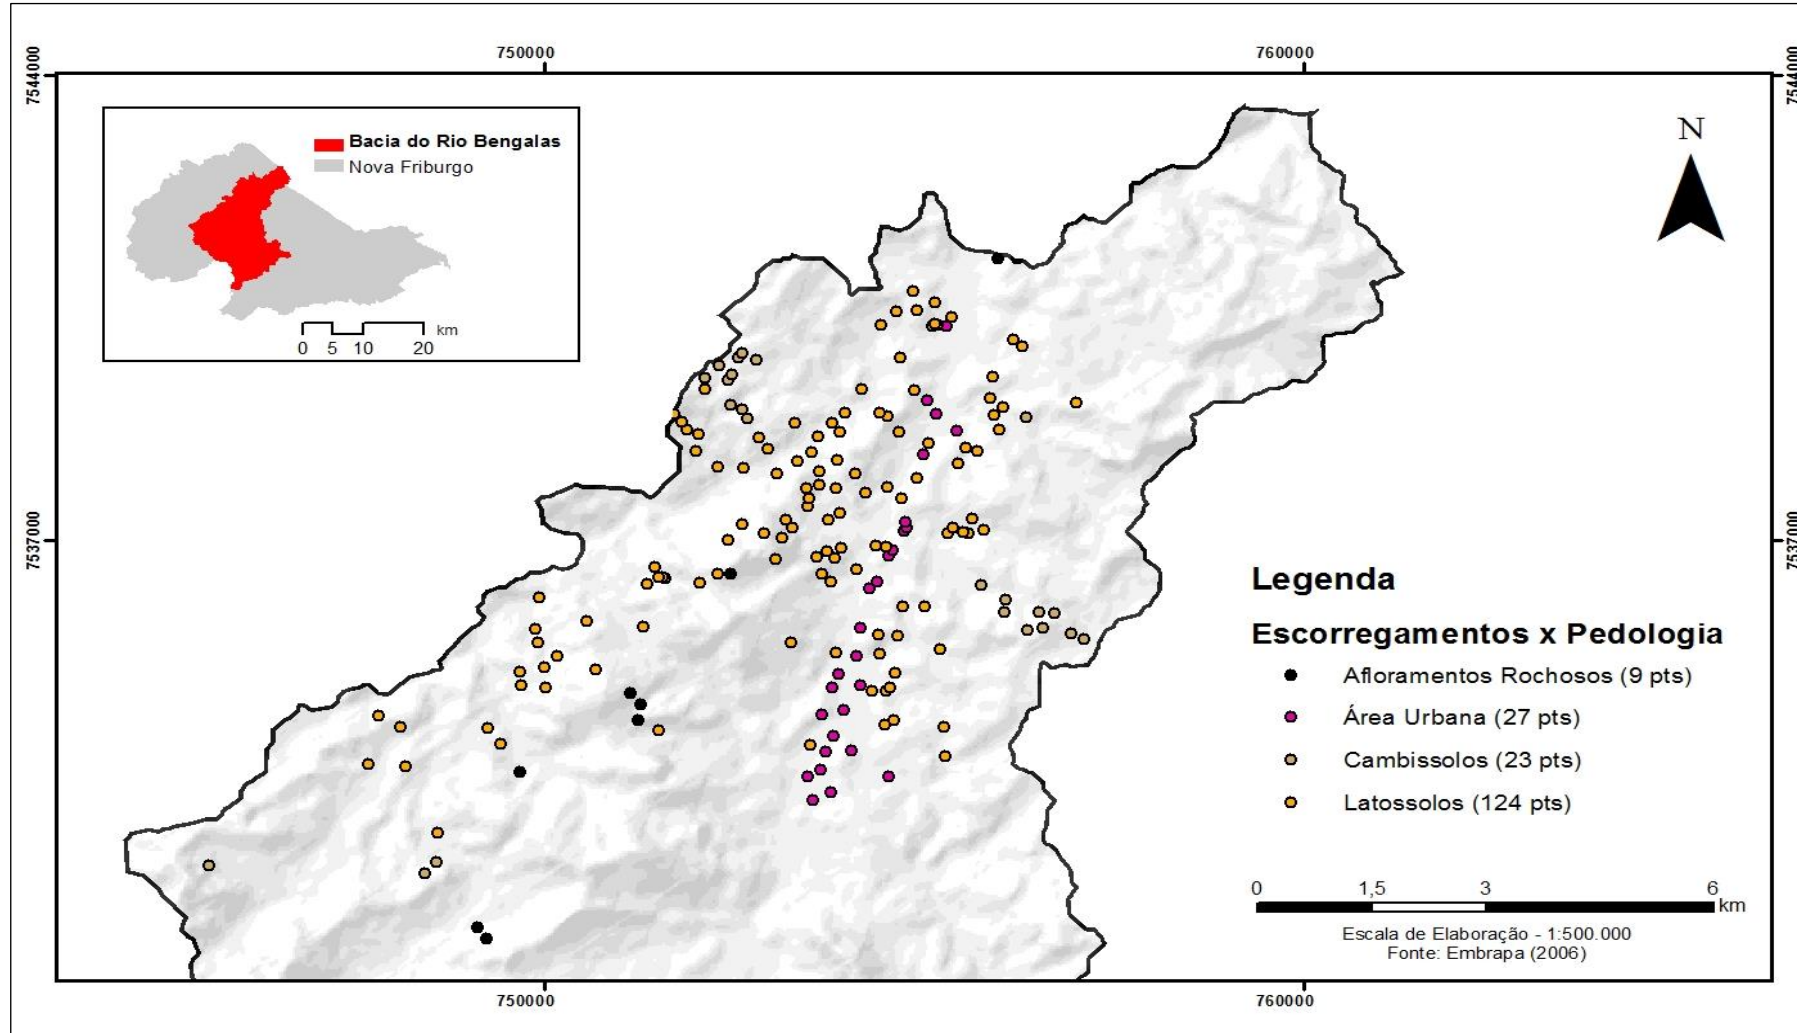 750000
760000
7544000
7544000
Bacia do Rio Bengalas
Nova Friburgo
km
0 5 10 20
N
7537000
7537000
Legenda
Escorregamentos x Pedologia
Afloramentos Rochosos (9 pts)
Área Urbana (27 pts)
Cambissolos (23 pts)
Latossolos (124 pts)
0 1,5 3 6
km
Escala de Elaboração - 1:500.000
Fonte: Embrapa (2006)
750000
760000